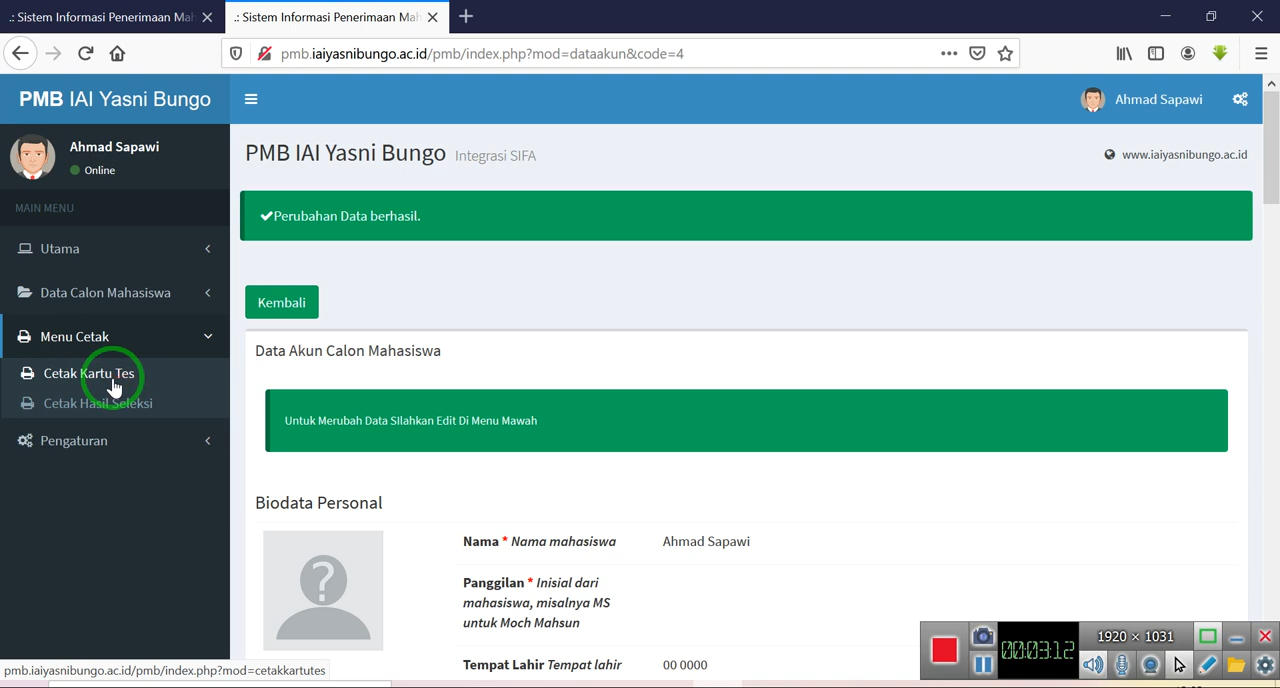 .: Sistem Informasi Penerimaan Mah
.: Sistem Informasi Penerimaan Mah
pmb.iaiyasnibungo.ac.id/pmb/index.php?mod=dataakun&code=4
PMB IAI Yasni Bungo
Ahmad Sapawi
Ahmad Sapawi
Online
PMB IAI Yasni Bungo Integrasi SIFA
www.iaiyasnibungo.ac.id
MAIN MENU
Perubahan Data berhasil.
Utama
Data Calon Mahasiswa
Kembali
Menu Cetak
Data Akun Calon Mahasiswa
Cetak Kartu Tes
Cetak Hasil Seleksi
Untuk Merubah Data SIlahkan Edit Di Menu Mawah
Pengaturan
Biodata Personal
Nama * Nama mahasiswa
Ahmad Sapawi
Panggilan * Inisial dari
mahasiswa, misalnya MS
untuk Moch Mahsun
Tempat Lahir Tempat lahir
00 0000
1920 × 1031
00:03:12
pmb.iaiyasnibungo.ac.id/pmb/index.php?mod=cetakkartutes